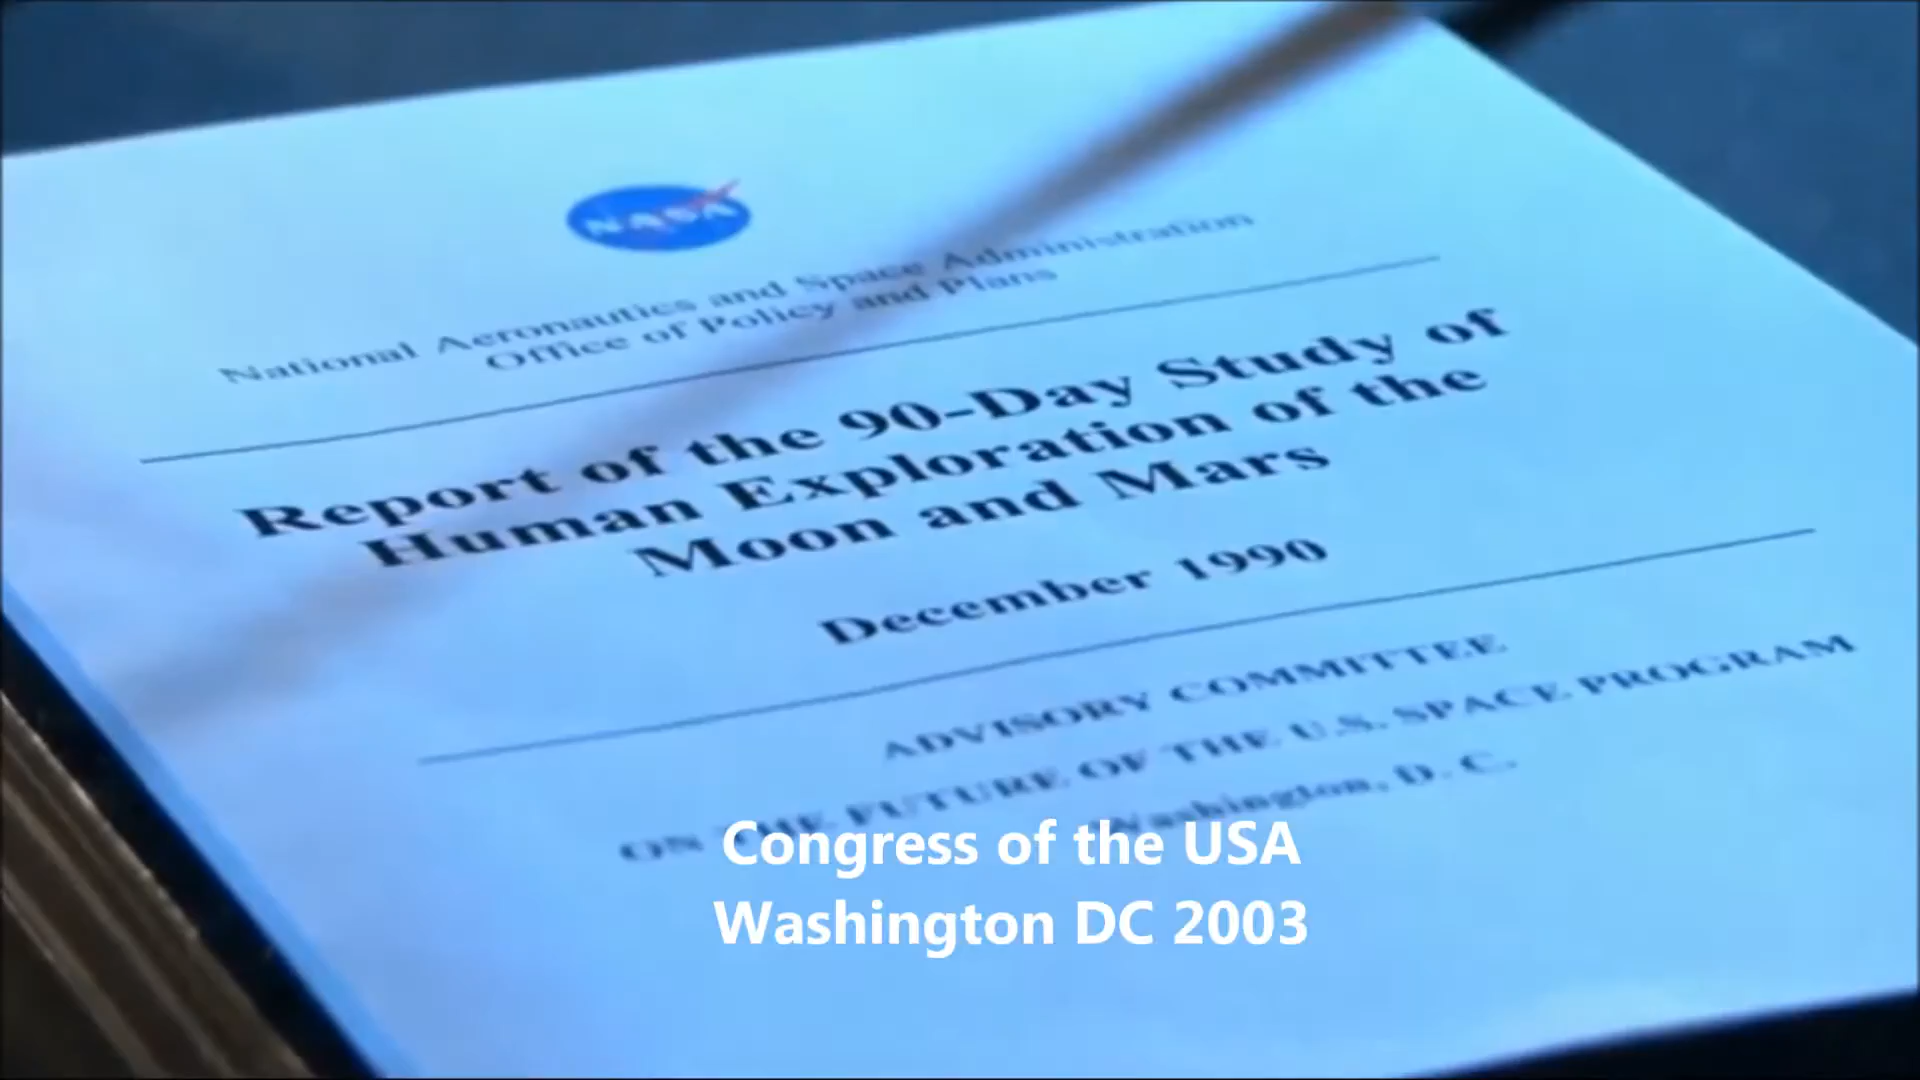 NASA
National Aeronautics and Space Administration
Office of Policy and Plans
Report of the 90-Day Study of
Human Exploration of the
Moon and Mars
December 1990
ADVISORY COMMITTEE
ON THE FUTURE OF THE U.S. SPACE PROGRAM
Washington, D. C.
Congress of the USA
Washington DC 2003